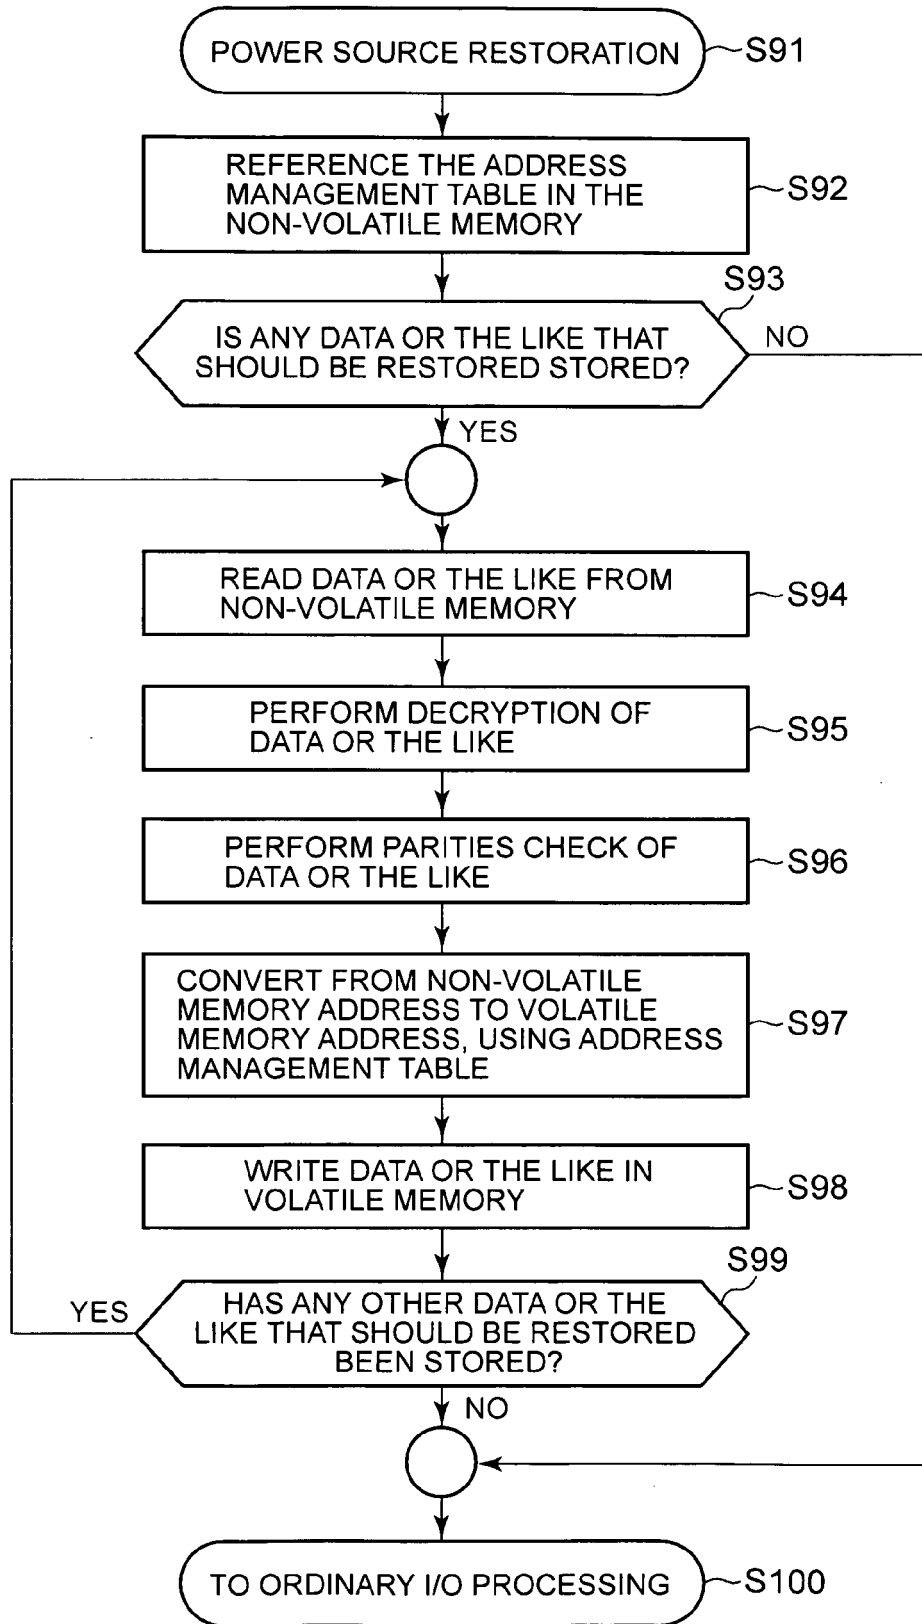 POWER SOURCE RESTORATION
S91
REFERENCE THE ADDRESS
MANAGEMENT TABLE IN THE
NON-VOLATILE MEMORY
S92
S93
IS ANY DATA OR THE LIKE THAT
SHOULD BE RESTORED STORED?
NO
YES
READ DATA OR THE LIKE FROM
NON-VOLATILE MEMORY
S94
PERFORM DECRYPTION OF
DATA OR THE LIKE
S95
PERFORM PARITIES CHECK OF
DATA OR THE LIKE
S96
CONVERT FROM NON-VOLATILE
MEMORY ADDRESS TO VOLATILE
MEMORY ADDRESS, USING ADDRESS
MANAGEMENT TABLE
S97
WRITE DATA OR THE LIKE IN
VOLATILE MEMORY
S98
S99
YES
HAS ANY OTHER DATA OR THE
LIKE THAT SHOULD BE RESTORED
BEEN STORED?
NO
TO ORDINARY I/O PROCESSING
S100